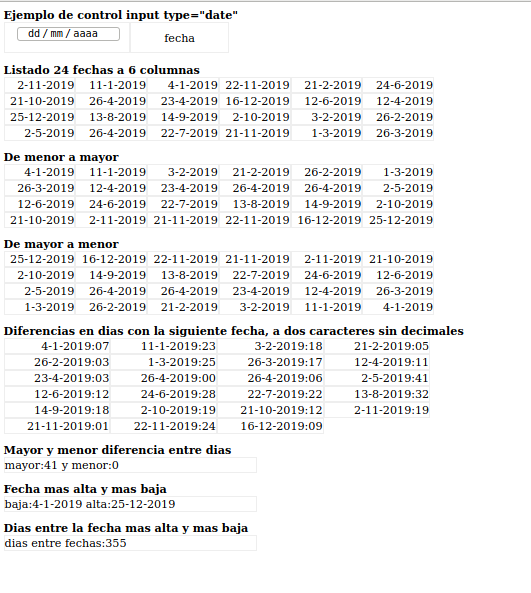 Ejemplo de control input type="date"
dd / mm / aaaa fecha
Listado 24 fechas a 6 columnas
2-11-2019 11-1-2019 4-1-2019 22-11-2019 21-2-2019 24-6-2019
21-10-2019 26-4-2019 23-4-2019 16-12-2019 12-6-2019 12-4-2019
25-12-2019 13-8-2019 14-9-2019 2-10-2019 3-2-2019 26-2-2019
2-5-2019 26-4-2019 22-7-2019 21-11-2019 1-3-2019 26-3-2019
De menor a mayor
4-1-2019 11-1-2019 3-2-2019 21-2-2019 26-2-2019 1-3-2019
26-3-2019 12-4-2019 23-4-2019 26-4-2019 26-4-2019 2-5-2019
12-6-2019 24-6-2019 22-7-2019 13-8-2019 14-9-2019 2-10-2019
21-10-2019 2-11-2019 21-11-2019 22-11-2019 16-12-2019 25-12-2019
De mayor a menor
25-12-2019 16-12-2019 22-11-2019 21-11-2019 2-11-2019 21-10-2019
2-10-2019 14-9-2019 13-8-2019 22-7-2019 24-6-2019 12-6-2019
2-5-2019 26-4-2019 26-4-2019 23-4-2019 12-4-2019 26-3-2019
1-3-2019 26-2-2019 21-2-2019 3-2-2019 11-1-2019 4-1-2019
Diferencias en dias con la siguiente fecha, a dos caracteres sin decimales
4-1-2019:07 11-1-2019:23 3-2-2019:18 21-2-2019:05
26-2-2019:03 1-3-2019:25 26-3-2019:17 12-4-2019:11
23-4-2019:03 26-4-2019:00 26-4-2019:06 2-5-2019:41
12-6-2019:12 24-6-2019:28 22-7-2019:22 13-8-2019:32
14-9-2019:18 2-10-2019:19 21-10-2019:12 2-11-2019:19
21-11-2019:01 22-11-2019:24 16-12-2019:09
Mayor y menor diferencia entre dias
mayor:41 y menor:0
Fecha mas alta y mas baja
baja:4-1-2019 alta:25-12-2019
Dias entre la fecha mas alta y mas baja
dias entre fechas:355